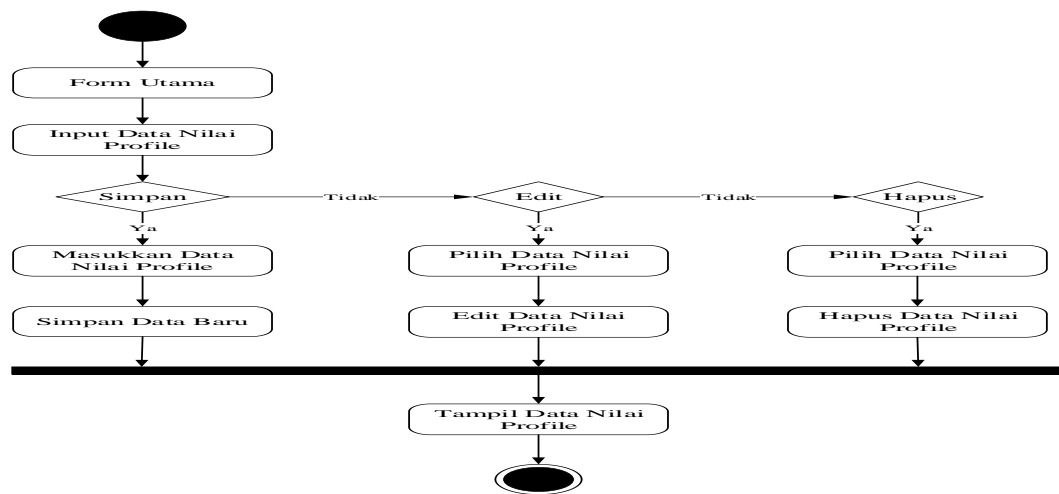 Form Utama
Input Data Nilai
Profile
Simpan
Tidak
Edit
Tidak
Hapus
Ya
Ya
Ya
Masukkan Data
Nilai Profile
Pilih Data Nilai
Profile
Pilih Data Nilai
Profile
Simpan Data Baru
Edit Data Nilai
Profile
Hapus Data Nilai
Profile
Tampil Data Nilai
Profile